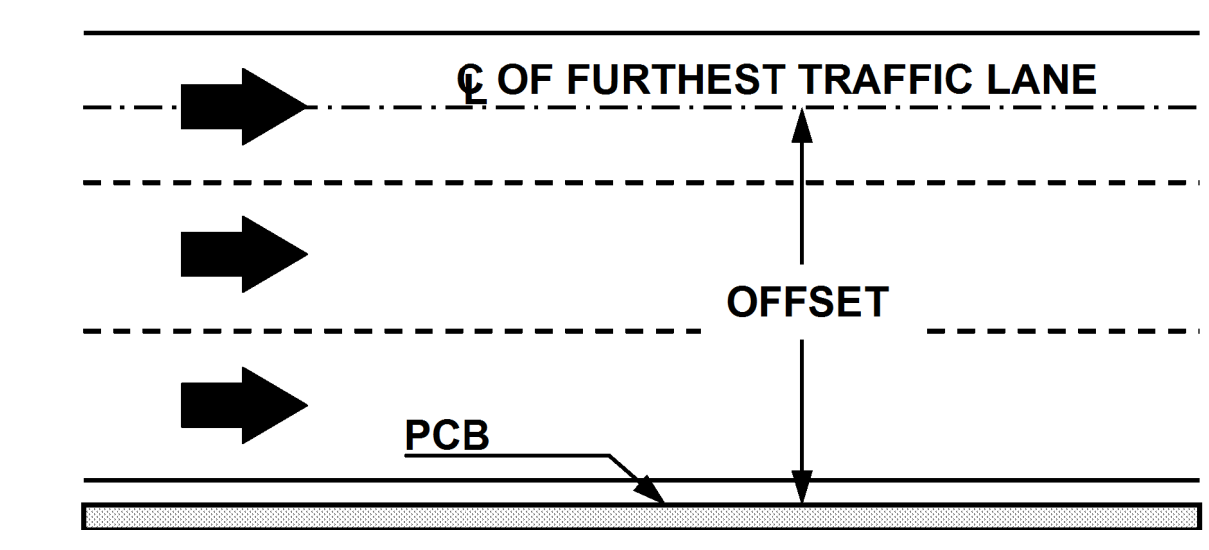 ℄ OF FURTHEST TRAFFIC LANE
OFFSET
PCB